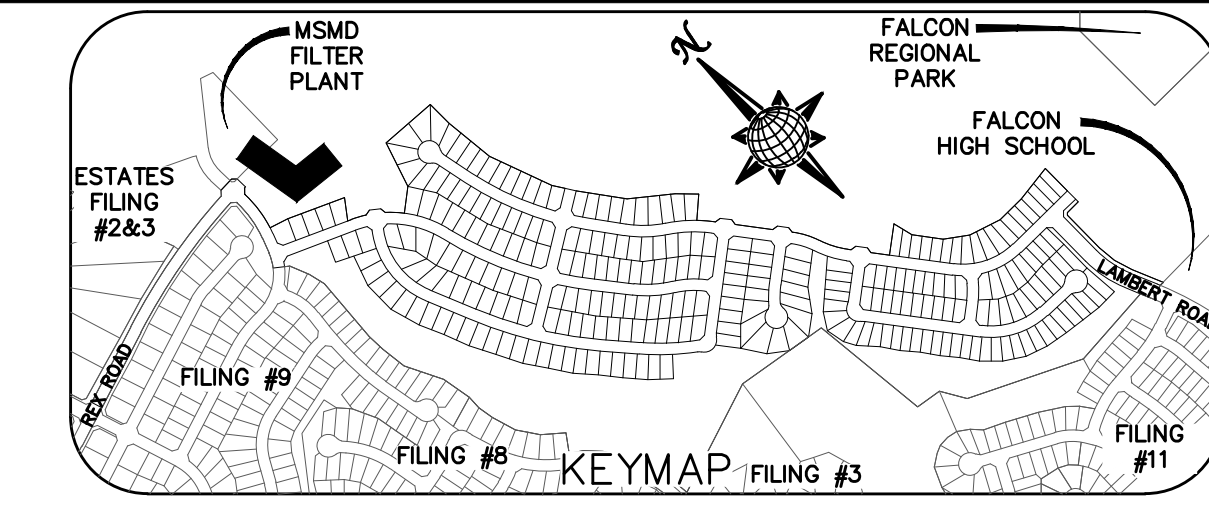 MSMD
FILTER
PLANT
N
FALCON
REGIONAL
PARK
FALCON
HIGH SCHOOL
ESTATES
FILING
#2&3
REX ROAD
FILING #9
FILING #8
KEYMAP
FILING #3
LAMBERT ROA
FILING
#11